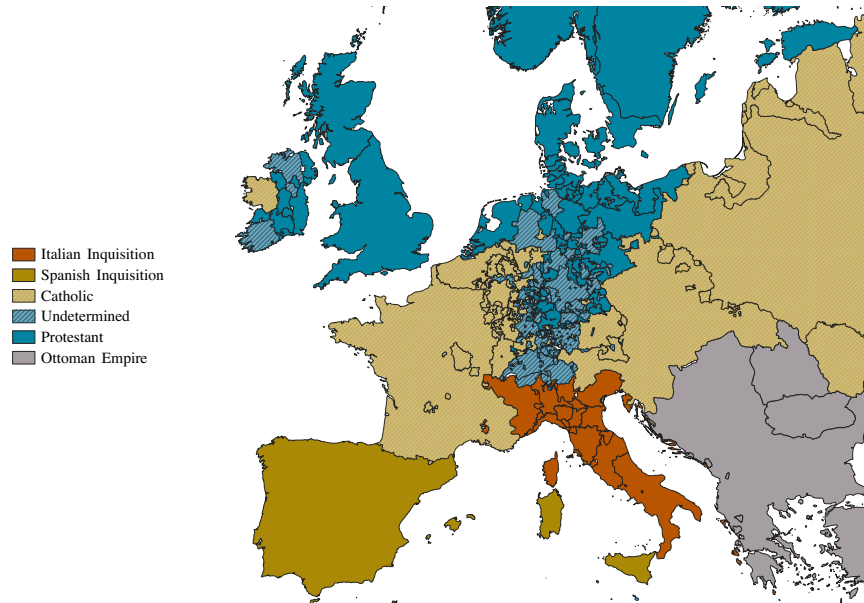 Italian Inquisition
Spanish Inquisition
Catholic
Undetermined
Protestant
Ottoman Empire